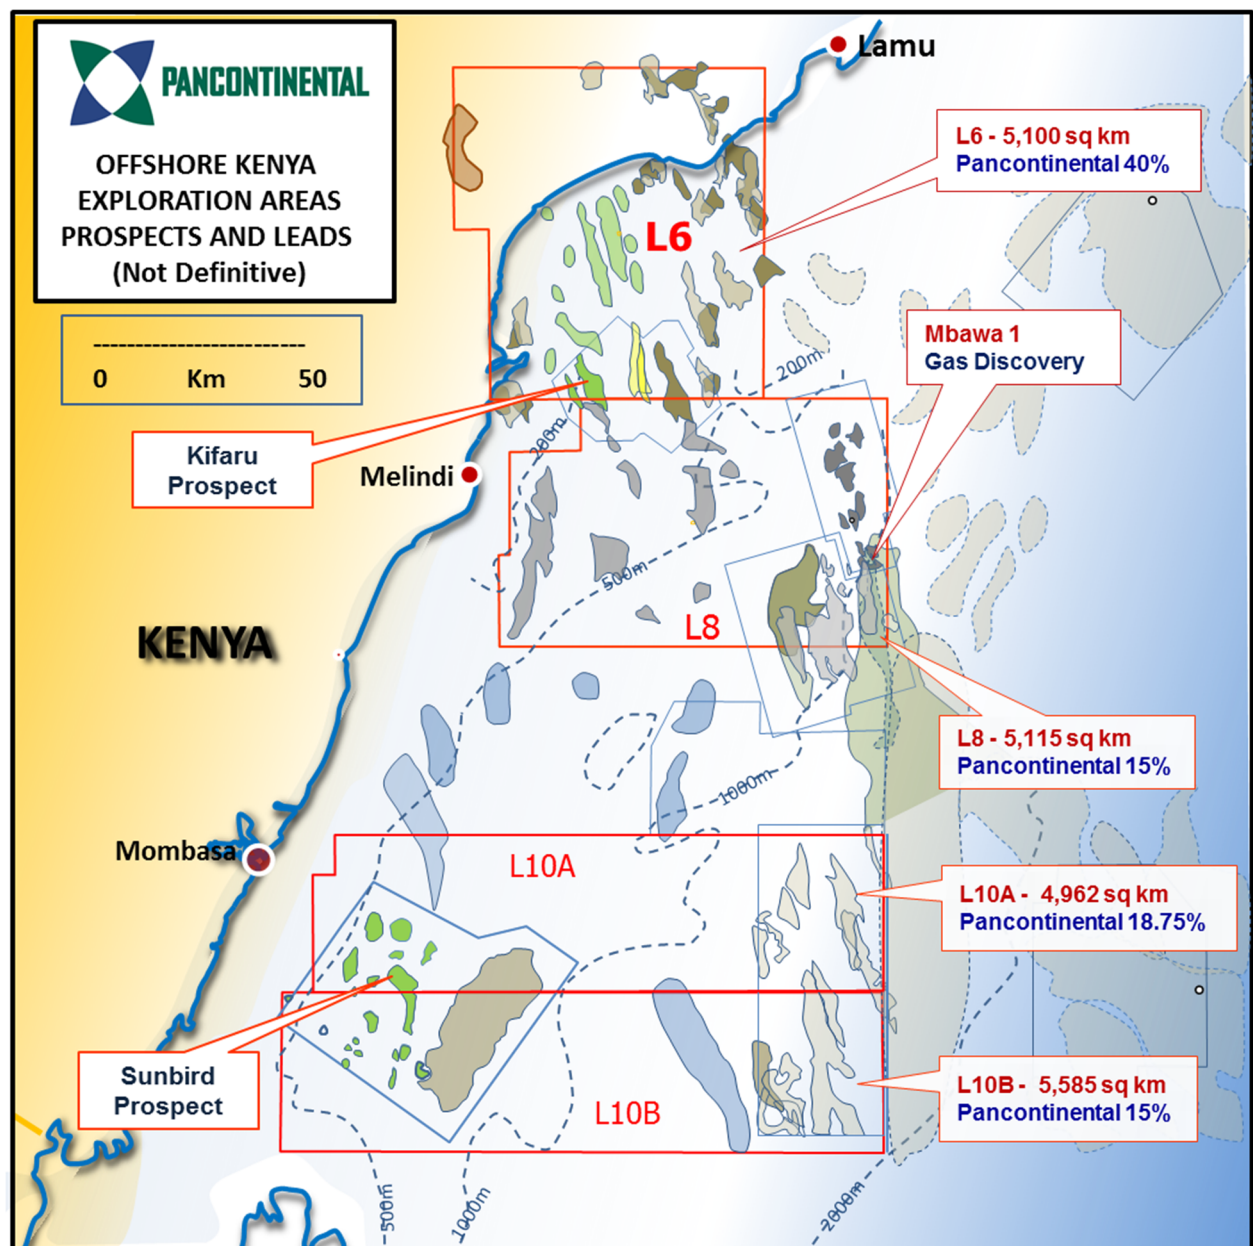 PANCONTINENTAL
OFFSHORE KENYA
EXPLORATION AREAS
PROSPECTS AND LEADS
(Not Definitive)
-------------------------
0 Km 50
Lamu
L6 - 5,100 sq km
Pancontinental 40%
L6
Mbawa 1
Gas Discovery
200m
200m
Kifaru
Prospect
Melindi
500m
L8
KENYA
L8 - 5,115 sq km
Pancontinental 15%
1000m
Mombasa
L10A
L10A - 4,962 sq km
Pancontinental 18.75%
Sunbird
Prospect
L10B
L10B - 5,585 sq km
Pancontinental 15%
500m
1000m
2000m